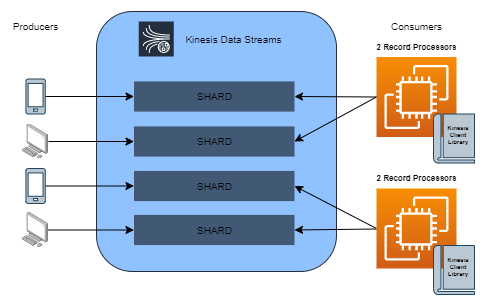 Producers
Consumers
Kinesis Data Streams
2 Record Processors
SHARD
SHARD
Kinesis
Client
Library
2 Record Processors
SHARD
SHARD
Kinesis
Client
Library